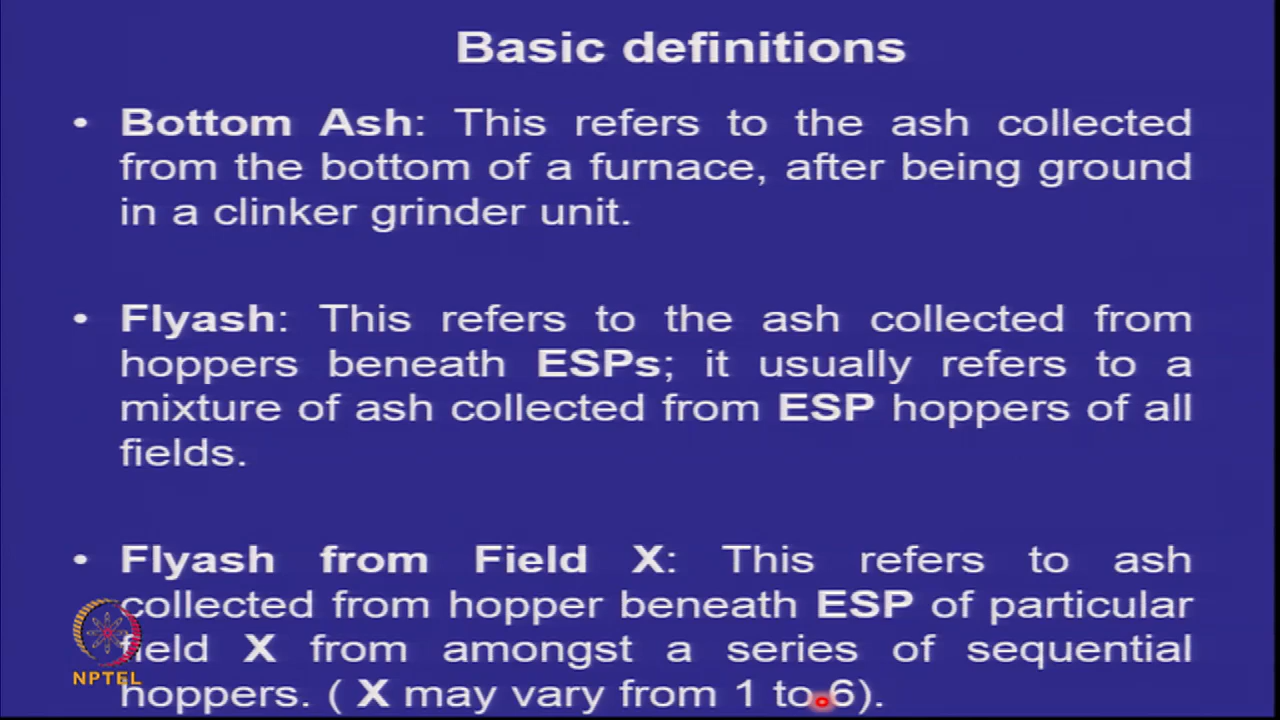 Basic definitions
• Bottom Ash: This refers to the ash collected
from the bottom of a furnace, after being ground
in a clinker grinder unit.
• Flyash: This refers to the ash collected from
hoppers beneath ESPs; it usually refers to a
mixture of ash collected from ESP hoppers of all
fields.
• Flyash from Field X: This refers to ash
collected from hopper beneath ESP of particular
field X from amongst a series of sequential
hoppers. ( X may vary from 1 to 6).
NPTEL